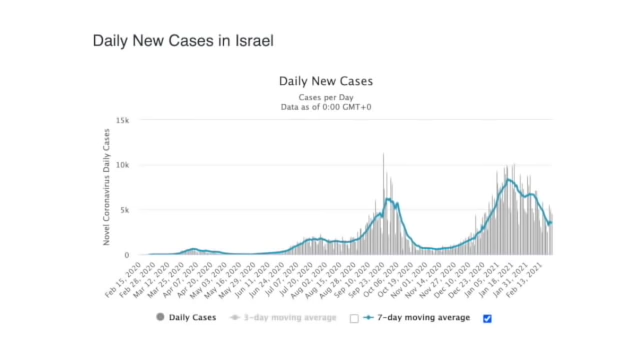 Daily New Cases in Israel
Daily New Cases
Cases per Day
Data as of 0:00 GMT+0
Novel Coronavirus Daily Cases
15k
10k
5k
0
Feb 15, 2020
Feb 28, 2020
Mar 12, 2020
Mar 25, 2020
Apr 07, 2020
Apr 20, 2020
May 03, 2020
May 16, 2020
May 29, 2020
Jun 11, 2020
Jun 24, 2020
Jul 07, 2020
Jul 20, 2020
Aug 02, 2020
Aug 15, 2020
Aug 28, 2020
Sep 10, 2020
Sep 23, 2020
Oct 06, 2020
Oct 19, 2020
Nov 01, 2020
Nov 14, 2020
Nov 27, 2020
Dec 10, 2020
Dec 23, 2020
Jan 05, 2021
Jan 18, 2021
Jan 31, 2021
Feb 13, 2021
Daily Cases
3-day moving average
7-day moving average